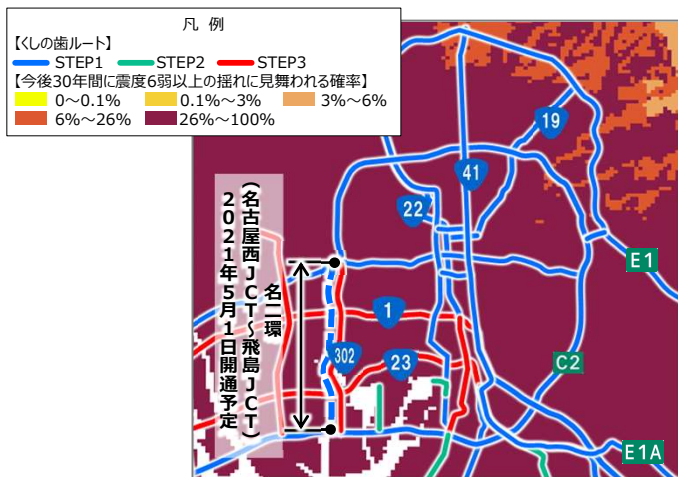 凡 例
【くしの歯ルート】
STEP1 STEP2 STEP3
【今後30年間に震度6弱以上の揺れに見舞われる確率】
0～0.1% 0.1%～3% 3%～6%
6%～26% 26%～100%
19
41
22
E1
名二環
（名古屋西JCT～飛島JCT）
2021年5月1日開通予定
1
302
23
C2
E1A